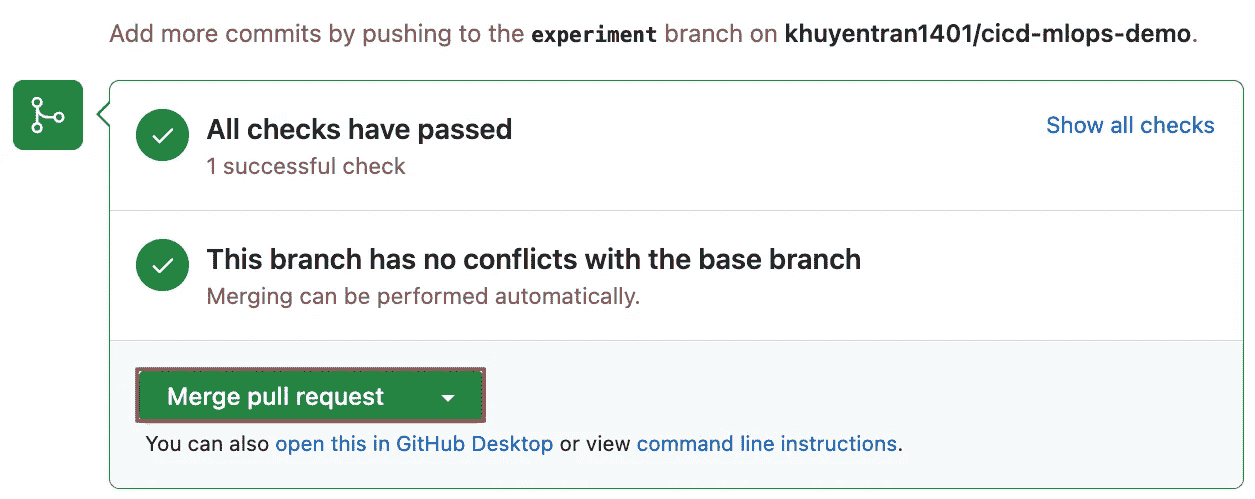 Add more commits by pushing to the experiment branch on khuyentran1401/cicd-mlops-demo.
All checks have passed
Show all checks
1 successful check
This branch has no conflicts with the base branch
Merging can be performed automatically.
Merge pull request
You can also open this in GitHub Desktop or view command line instructions.